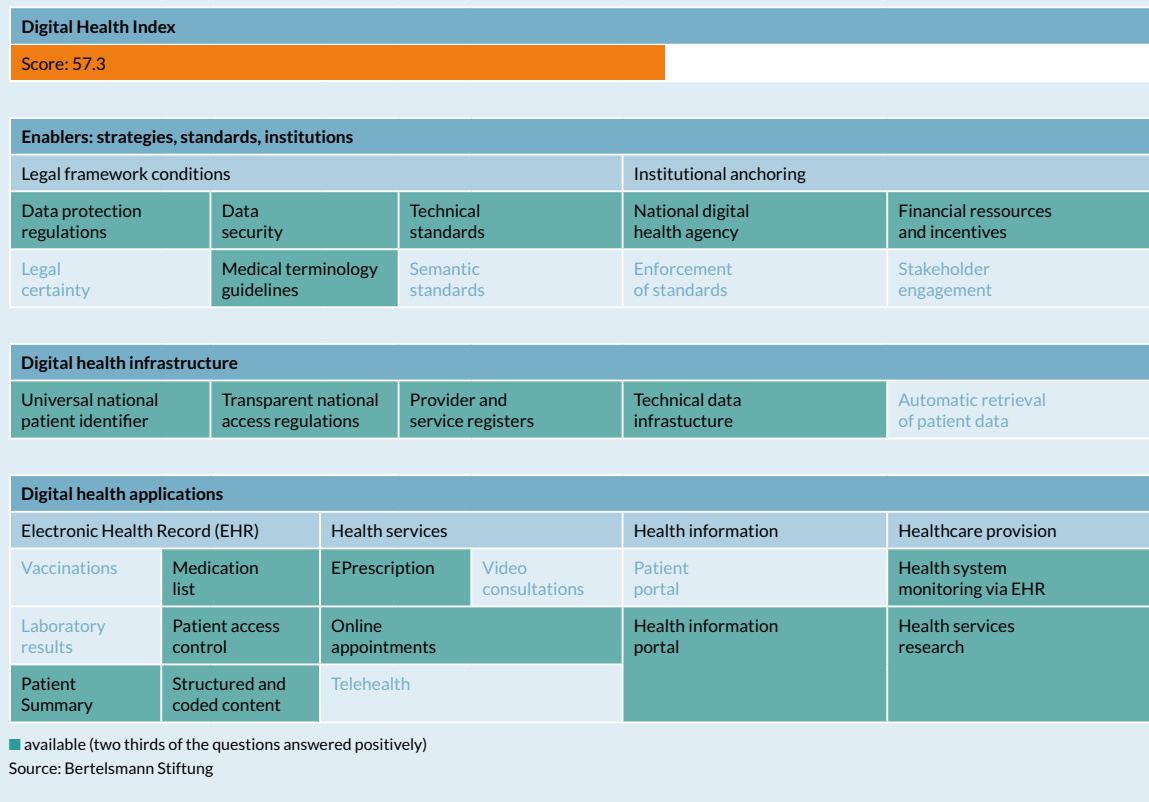 Digital Health Index
Score: 57.3
Enablers: strategies, standards, institutions
Legal framework conditions
Institutional anchoring
Data protection
regulations
Data
security
Technical
standards
National digital
health agency
Financial ressources
and incentives
Legal
certainty
Medical terminology
guidelines
Semantic
standards
Enforcement
of standards
Stakeholder
engagement
Digital health infrastructure
Universal national
patient identifier
Transparent national
access regulations
Provider and
service registers
Technical data
infrastucture
Automatic retrieval
of patient data
Digital health applications
Electronic Health Record (EHR)
Health services
Health information
Healthcare provision
Vaccinations
Medication
list
EPrescription
Video
consultations
Patient
portal
Health system
monitoring via EHR
Laboratory
results
Patient access
control
Online
appointments
Health information
portal
Health services
research
Patient
Summary
Structured and
coded content
Telehealth
available (two thirds of the questions answered positively)
Source: Bertelsmann Stiftung